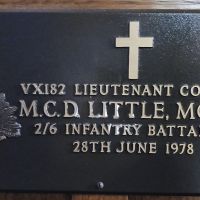 VX182 LIEUTENANT CO
M.C.D. LITTLE, MC
2/6 INFANTRY BATTA
28TH JUNE 1978